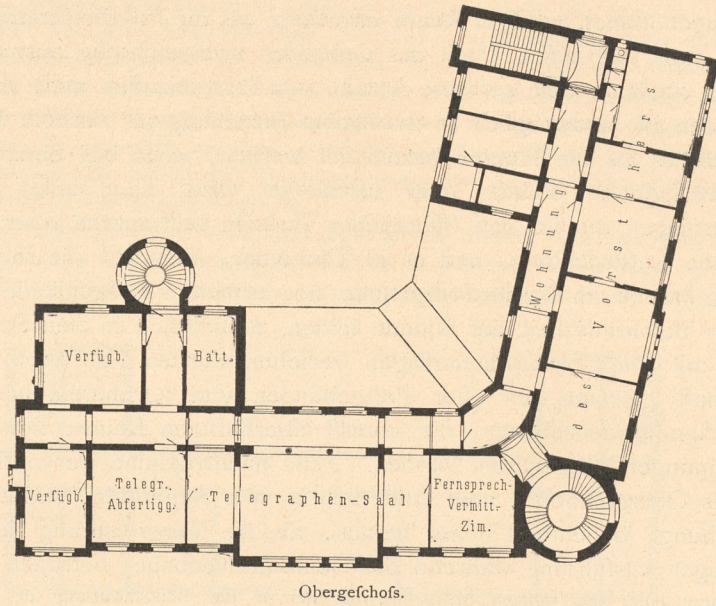 Wohnung
des Vorstehers
Verfügb.
Batt.
Verfügb.
Telegr.
Abfertigg.
Telegraphen-Saal
Fernsprech-
Vermitt.
Zim.
Obergeſchoſs.